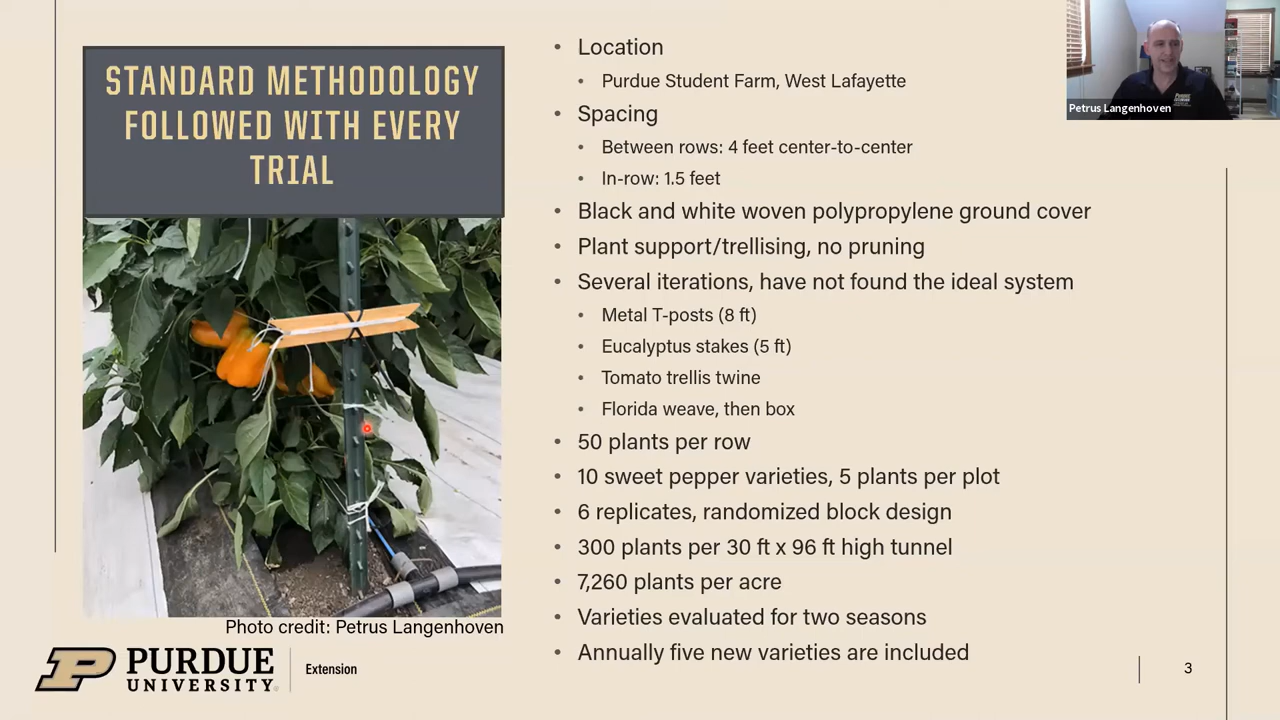 STANDARD METHODOLOGY
FOLLOWED WITH EVERY
TRIAL
Photo credit: Petrus Langenhoven
• Location
• Purdue Student Farm, West Lafayette
• Spacing
• Between rows: 4 feet center-to-center
• In-row: 1.5 feet
• Black and white woven polypropylene ground cover
• Plant support/trellising, no pruning
• Several iterations, have not found the ideal system
• Metal T-posts (8 ft)
• Eucalyptus stakes (5 ft)
• Tomato trellis twine
• Florida weave, then box
• 50 plants per row
• 10 sweet pepper varieties, 5 plants per plot
• 6 replicates, randomized block design
• 300 plants per 30 ft x 96 ft high tunnel
• 7,260 plants per acre
• Varieties evaluated for two seasons
• Annually five new varieties are included
Petrus Langenhoven
P PURDUE
UNIVERSITY
Extension
3